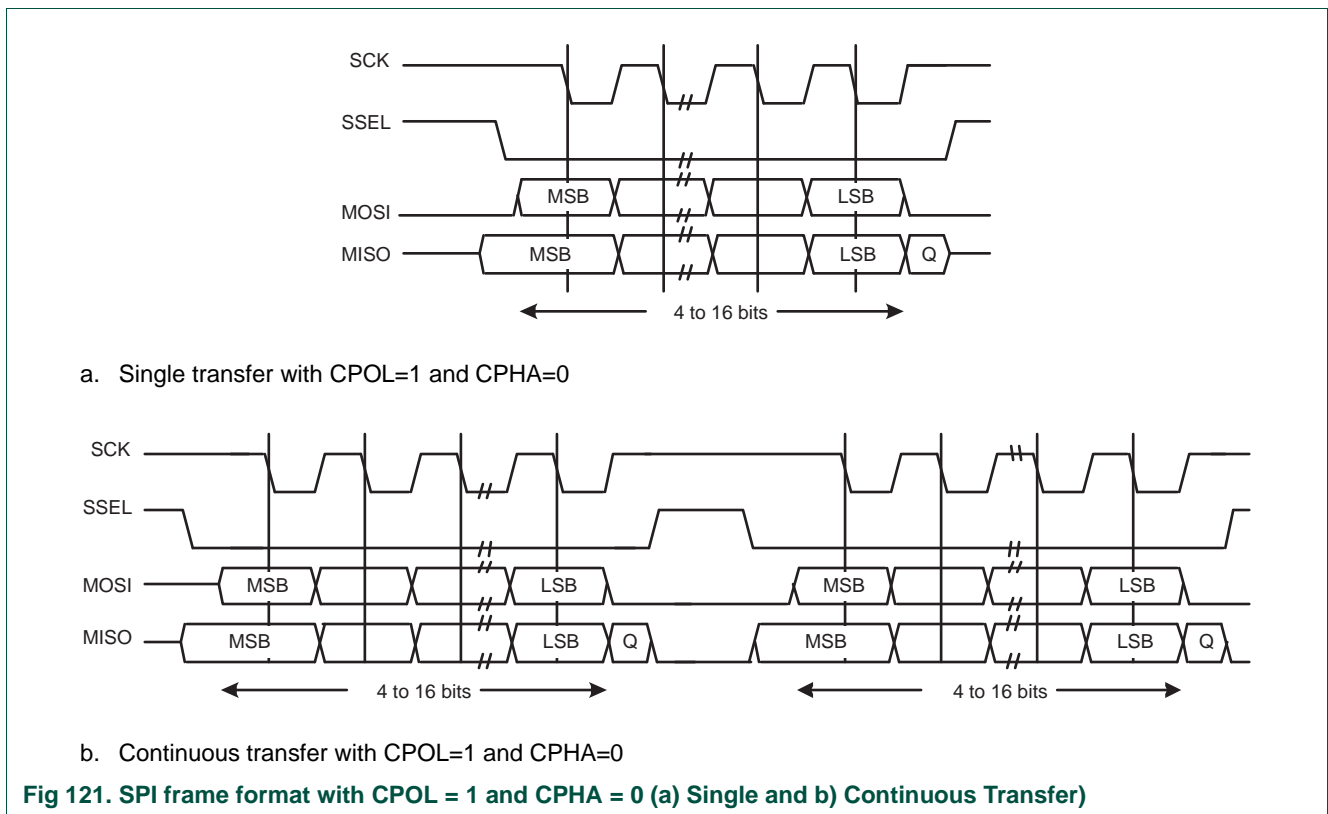 SCK
SSEL
MSB LSB
MOSI
MISO MSB LSB Q
4 to 16 bits
a. Single transfer with CPOL=1 and CPHA=0
SCK
SSEL
MOSI MSB LSB MSB LSB
MISO MSB LSB Q MSB LSB Q
4 to 16 bits 4 to 16 bits
b. Continuous transfer with CPOL=1 and CPHA=0
Fig 121. SPI frame format with CPOL = 1 and CPHA = 0 (a) Single and b) Continuous Transfer)